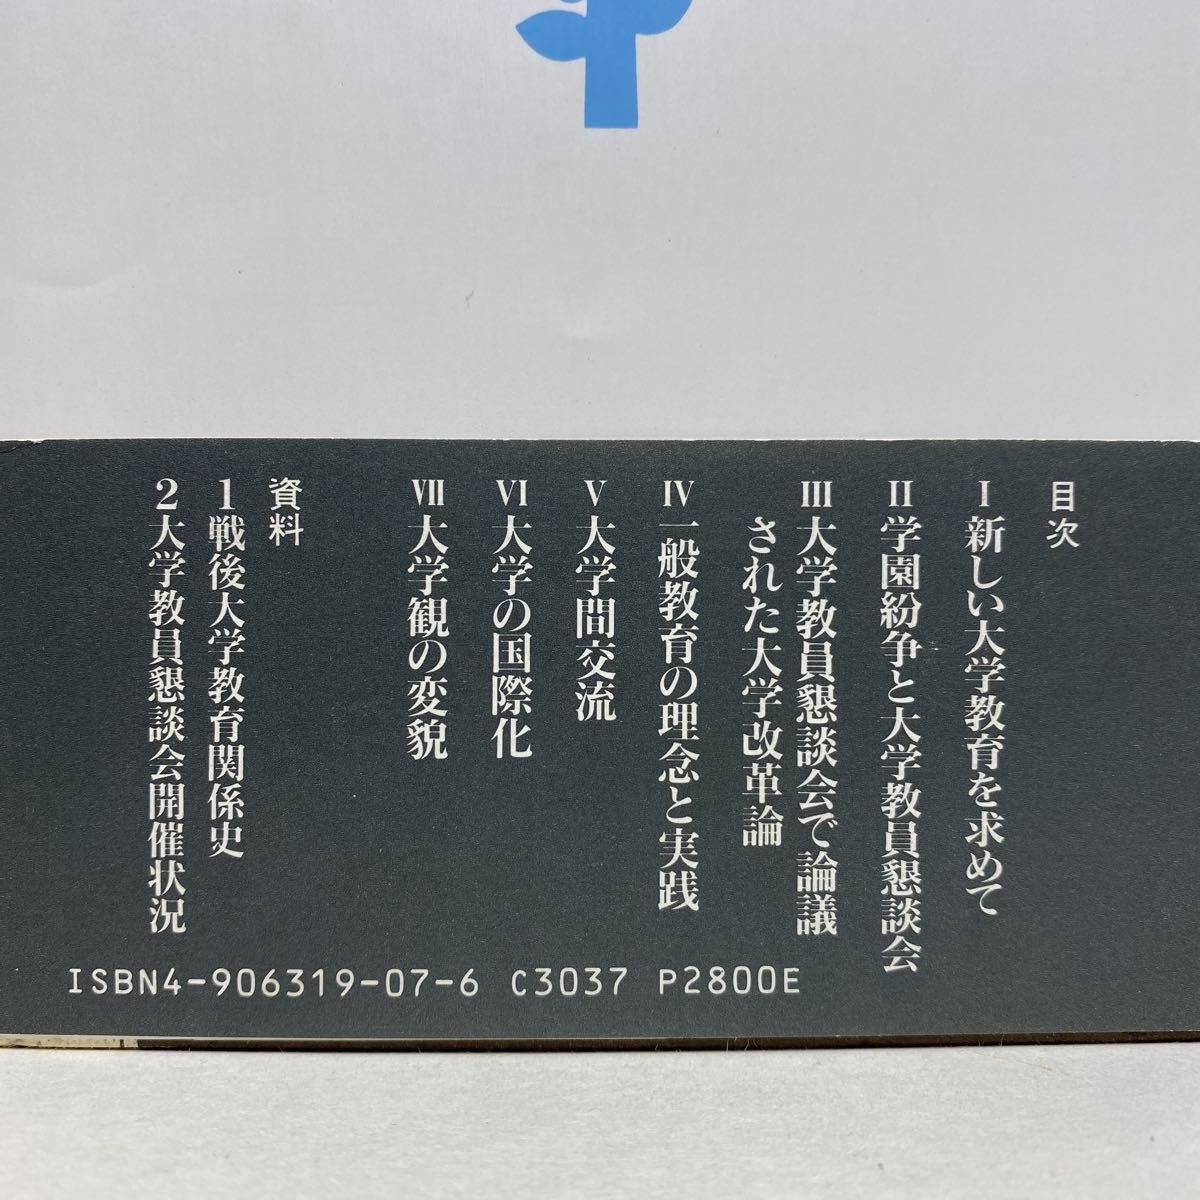 目次
I 新しい大学教育を求めて
II 学園紛争と大学教員懇談会
III 大学教員懇談会で論議
された大学改革論
IV 一般教育の理念と実践
V 大学間交流
VI 大学の国際化
VII 大学観の変貌
資料
1 戦後大学教育関係史
2 大学教員懇談会開催状況
ISBN4-906319-07-6 C3037 P2800E